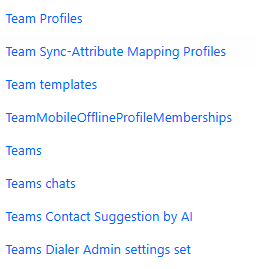 Team Profiles
Team Sync-Attribute Mapping Profiles
Team templates
TeamMobileOfflineProfileMemberships
Teams
Teams chats
Teams Contact Suggestion by AI
Teams Dialer Admin settings set